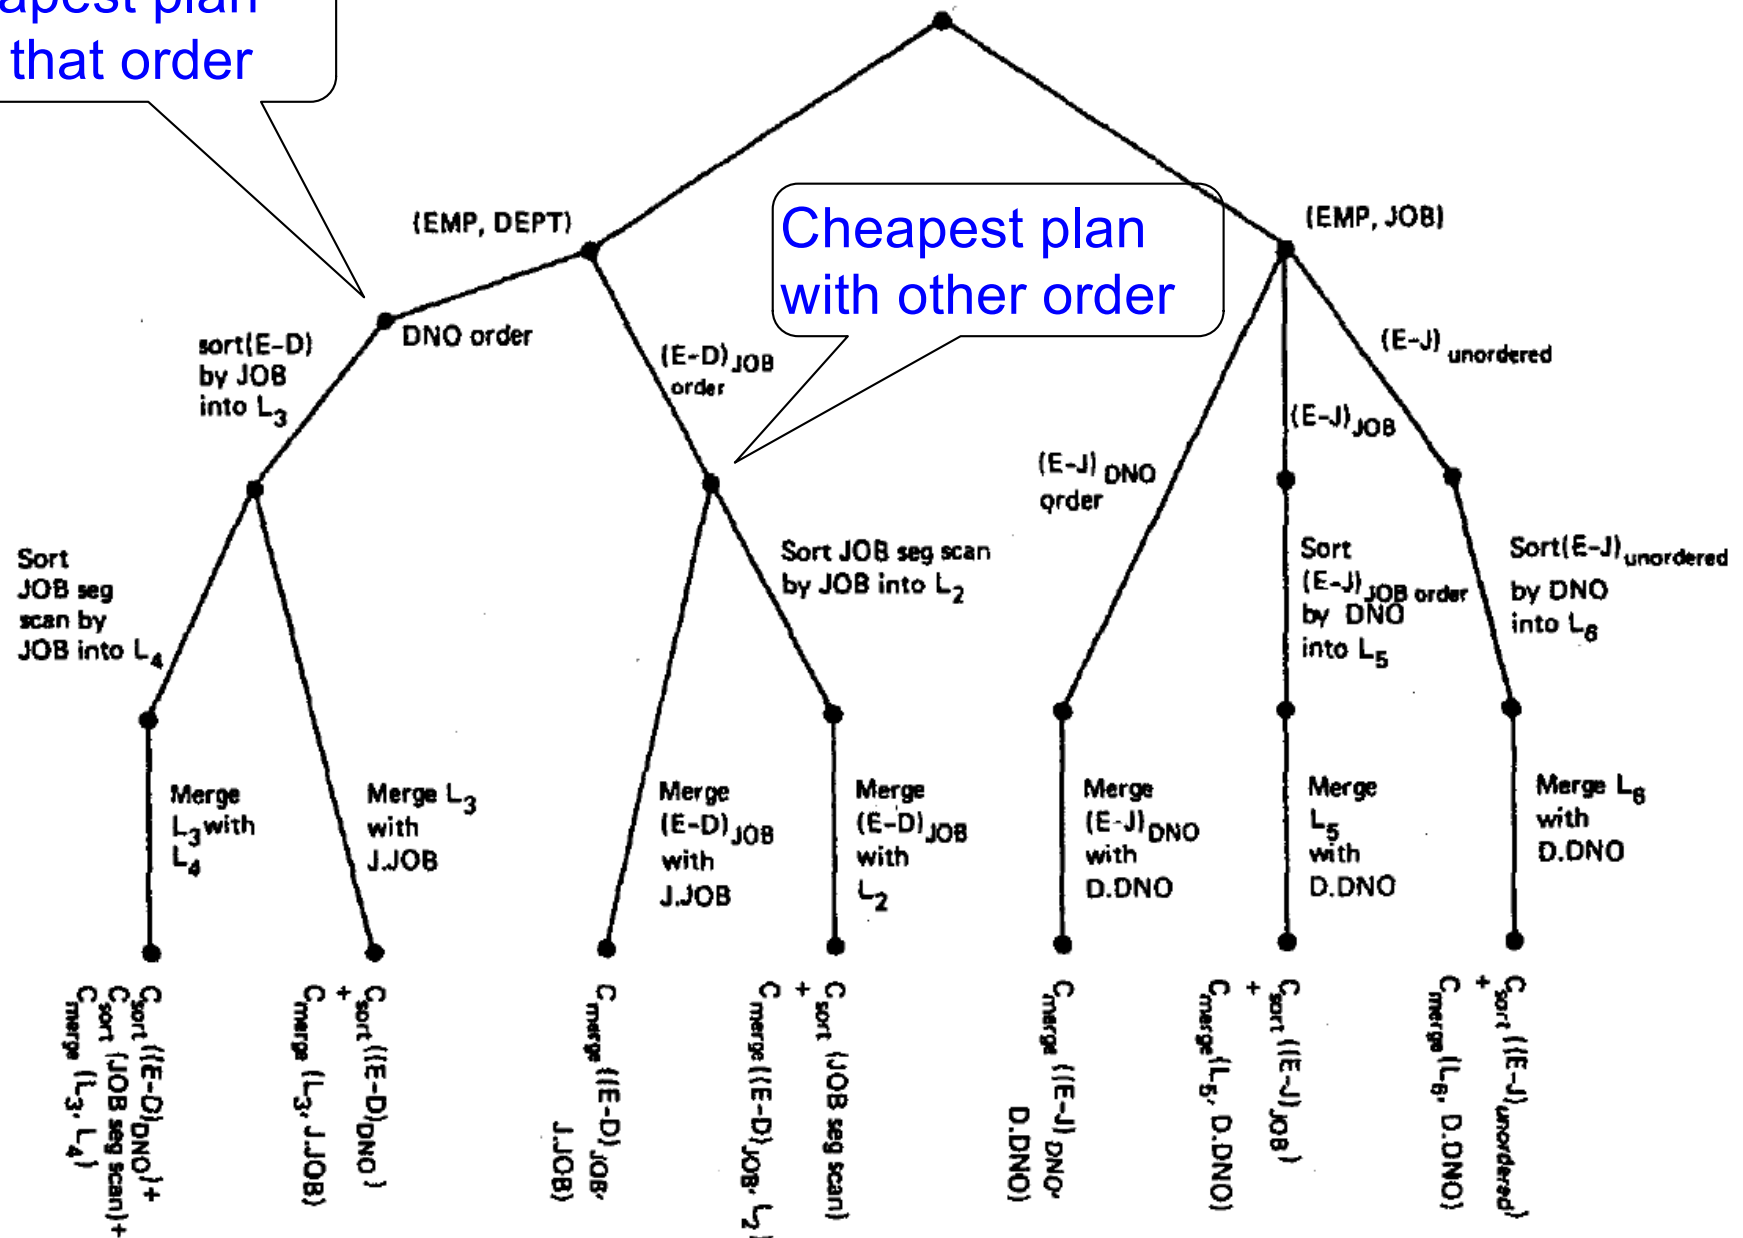 apest plan
that order
(EMP, DEPT)
Cheapest plan
with other order
(EMP, JOB)
sort(E-D)
by JOB
into L3
DNO order
(E-D)JOB
order
(E-J) unordered
(E-J)JOB
(E-J) DNO
order
Sort
JOB seg
scan by
JOB into L4
Sort JOB seg scan
by JOB into L2
Sort
(E-J)JOB order
by DNO
into L5
Sort(E-J)unordered
by DNO
into L6
Merge
L3 with
L4
Merge L3
with
J.JOB
Merge
(E-D)JOB
with
J.JOB
Merge
(E-D)JOB
with
L2
Merge
(E-J)DNO
with
D.DNO
Merge
L5
with
D.DNO
Merge L6
with
D.DNO
Csort ((E-D)DNO)+
Csort (JOB seg scan)+
Cmerge (L3, L4)
Csort ((E-D)DNO)
+
Cmerge (L3, J.JOB)
Cmerge ((E-D)JOB,
J.JOB)
Csort (JOB seg scan)
+
Cmerge ((E-D)JOB, L2)
Cmerge ((E-J) DNO,
D.DNO)
Csort ((E-J)JOB)
+
Cmerge (L5, D.DNO)
Csort ((E-J)unordered)
+
Cmerge (L6, D.DNO)